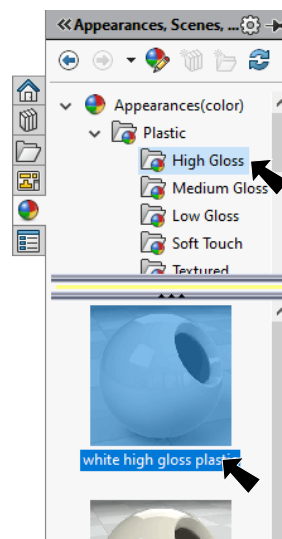 Appearances, Scenes, ...
Appearances(color)
Plastic
High Gloss
Medium Gloss
Low Gloss
Soft Touch
Textured
white high gloss plastic